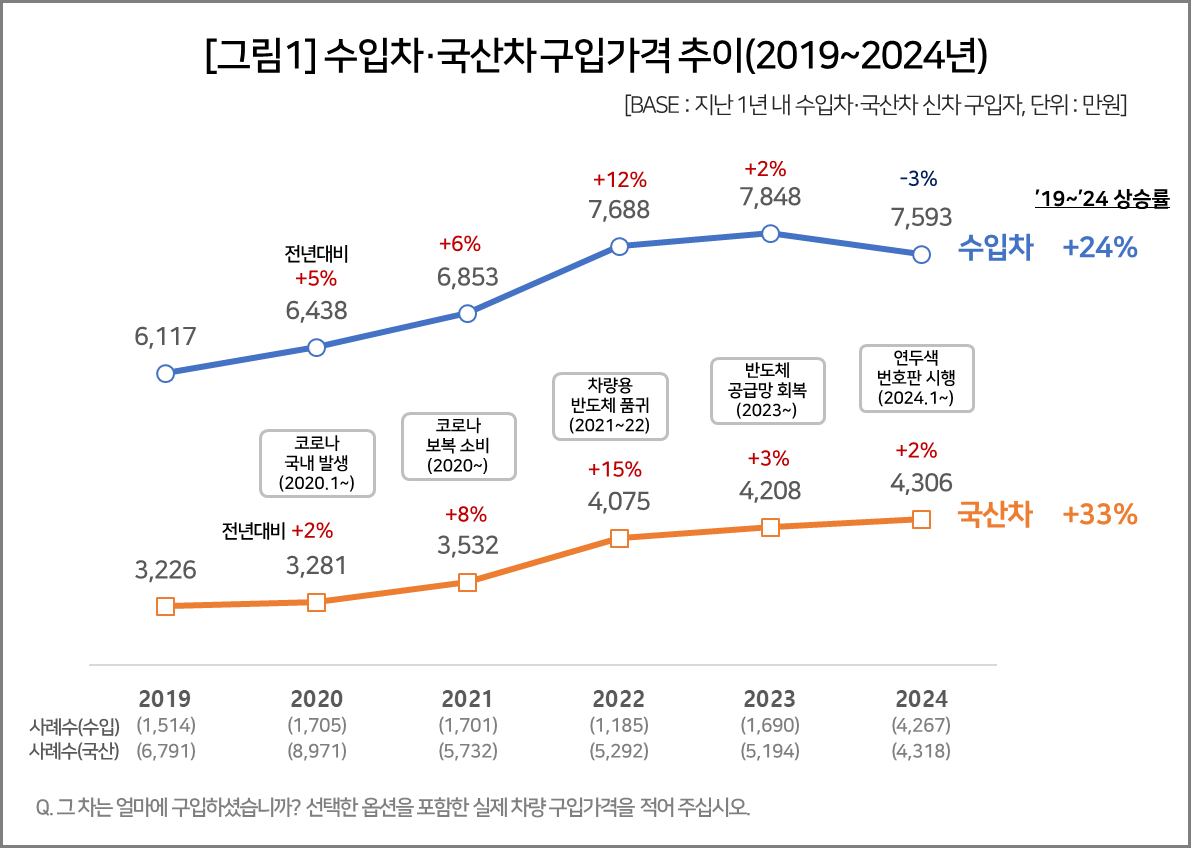 [그림1] 수입차·국산차 구입가격 추이(2019~2024년)
[BASE : 지난 1년 내 수입차·국산차 신차 구입자, 단위 : 만원]
’19~’24 상승률
전년대비
+5%
+6%
+12%
+2%
-3%
6,117
6,438
6,853
7,688
7,848
7,593
수입차 +24%
코로나
국내 발생
(2020.1~)
코로나
보복 소비
(2020~)
차량용
반도체 품귀
(2021~22)
반도체
공급망 회복
(2023~)
연두색
번호판 시행
(2024.1~)
전년대비 +2%
+8%
+15%
+3%
+2%
3,226
3,281
3,532
4,075
4,208
4,306
국산차 +33%
2019 2020 2021 2022 2023 2024
사례수(수입) (1,514) (1,705) (1,701) (1,185) (1,690) (4,267)
사례수(국산) (6,791) (8,971) (5,732) (5,292) (5,194) (4,318)
Q. 그 차는 얼마에 구입하셨습니까? 선택한 옵션을 포함한 실제 차량 구입가격을 적어 주십시오.